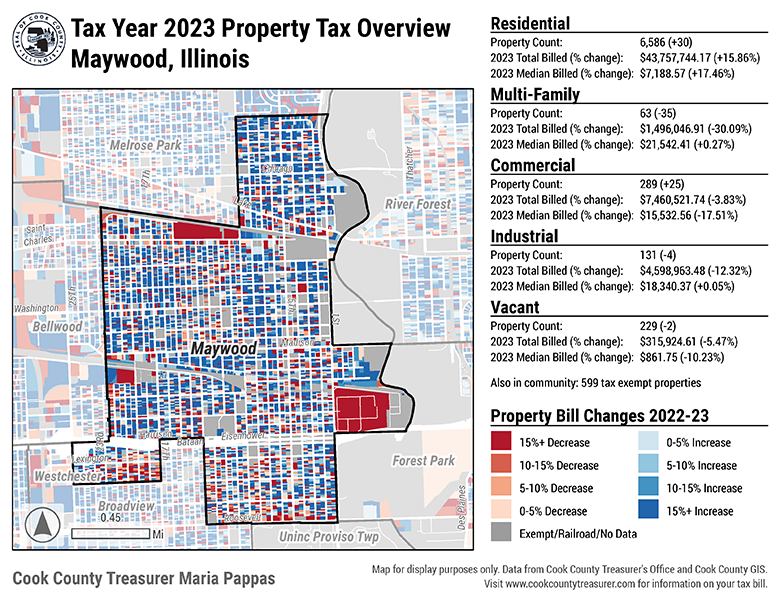 Tax Year 2023 Property Tax Overview
Maywood, Illinois
SEAL OF COOK COUNTY
ILLINOIS
Residential
Property Count: 6,586 (+30)
2023 Total Billed (% change): $43,757,744.17 (+15.86%)
2023 Median Billed (% change): $7,188.57 (+17.46%)
Multi-Family
Property Count: 63 (-35)
2023 Total Billed (% change): $1,496,046.91 (-30.09%)
2023 Median Billed (% change): $21,542.41 (+0.27%)
Commercial
Property Count: 289 (+25)
2023 Total Billed (% change): $7,460,521.74 (-3.83%)
2023 Median Billed (% change): $15,532.56 (-17.51%)
Industrial
Property Count: 131 (-4)
2023 Total Billed (% change): $4,598,963.48 (-12.32%)
2023 Median Billed (% change): $18,340.37 (+0.05%)
Vacant
Property Count: 229 (-2)
2023 Total Billed (% change): $315,924.61 (-5.47%)
2023 Median Billed (% change): $861.75 (-10.23%)
Also in community: 599 tax exempt properties
Property Bill Changes 2022-23
15%+ Decrease
10-15% Decrease
5-10% Decrease
0-5% Decrease
Exempt/Railroad/No Data
0-5% Increase
5-10% Increase
10-15% Increase
15%+ Increase
Melrose Park
17th
Chicago
Lake
Thatcher
River Forest
Saint
Charles
25th
Washington
Bellwood
Maywood
Madison
1st
Harrison
Bataan
Eisenhower
Lexington
17th
Westchester
Broadview
Roosevelt
Forest Park
Des Plaines
Uninc Proviso Twp
0.45
Mi
Cook County Treasurer Maria Pappas
Map for display purposes only. Data from Cook County Treasurer's Office and Cook County GIS.
Visit www.cookcountytreasurer.com for information on your tax bill.